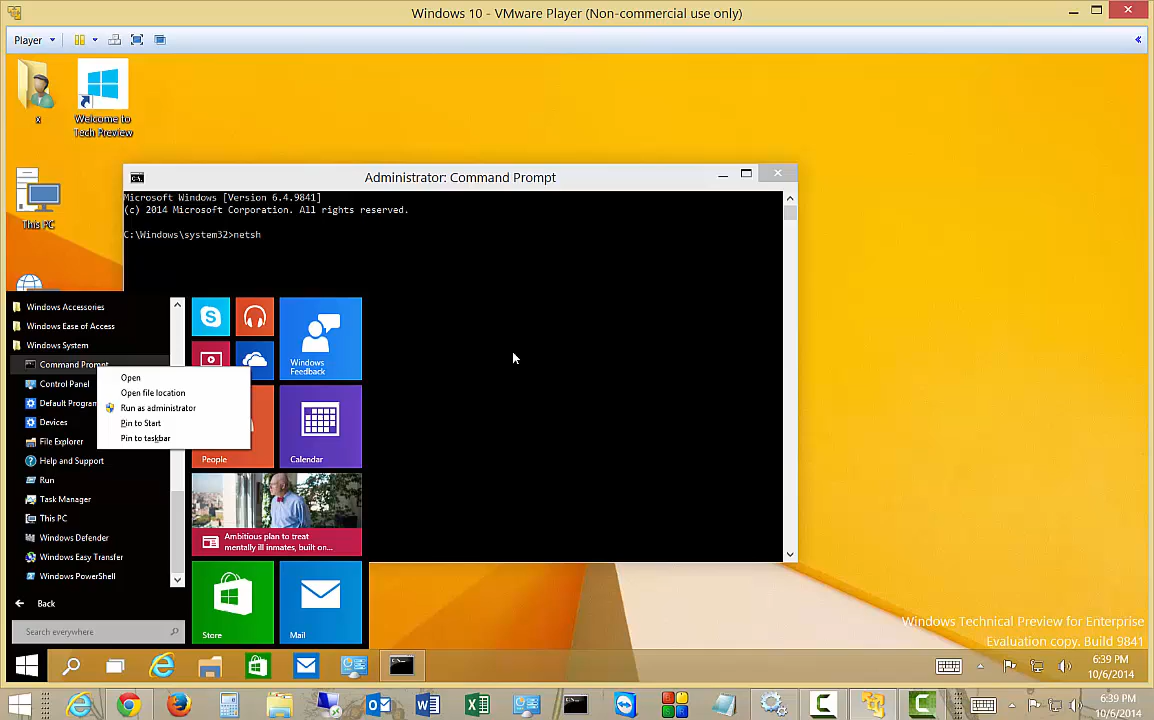 Windows 10 - VMware Player (Non-commercial use only)
Player
x
Welcome to
Tech Preview
This PC
Administrator: Command Prompt
Microsoft Windows [Version 6.4.9841]
(c) 2014 Microsoft Corporation. All rights reserved.
C:\Windows\system32>netsh
Windows Accessories
Windows Ease of Access
Windows System
Command Prompt
Control Panel
Default Program
Devices
File Explorer
Help and Support
Run
Task Manager
This PC
Windows Defender
Windows Easy Transfer
Windows PowerShell
Back
Search everywhere
Open
Open file location
Run as administrator
Pin to Start
Pin to taskbar
Windows
Feedback
People
Calendar
Ambitious plan to treat
mentally ill inmates, built on...
Store
Mail
Windows Technical Preview for Enterprise
Evaluation copy. Build 9841
6:39 PM
10/6/2014
6:39 PM
10/6/2014